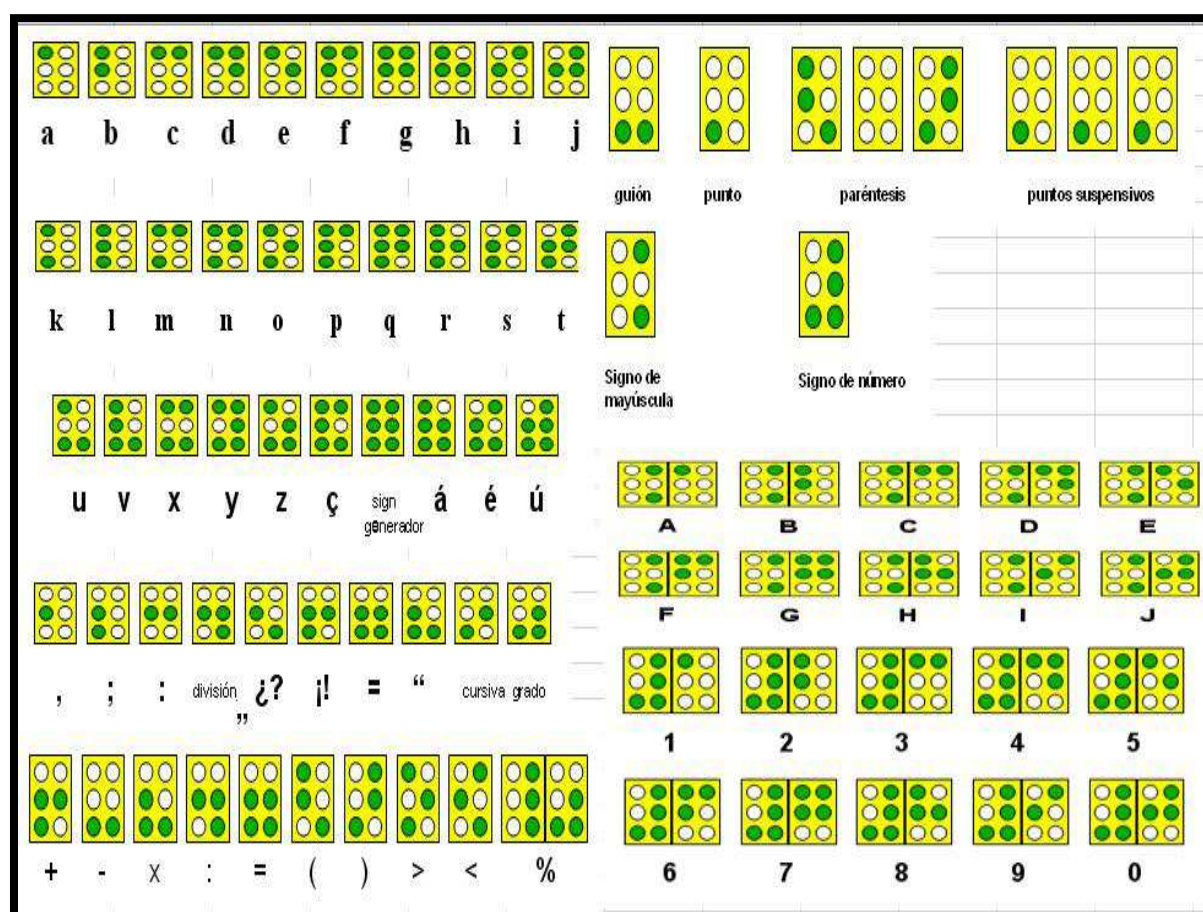 a b c d e f g h i j
guión punto paréntesis puntos suspensivos
k l m n o p q r s t
Signo de mayúscula
Signo de número
u v x y z ç sign generador á é ú
A B C D E
F G H I J
, ; : división ¿? ¡! = “ cursiva grado
”
1 2 3 4 5
+ - x : = ( ) > < %
6 7 8 9 0